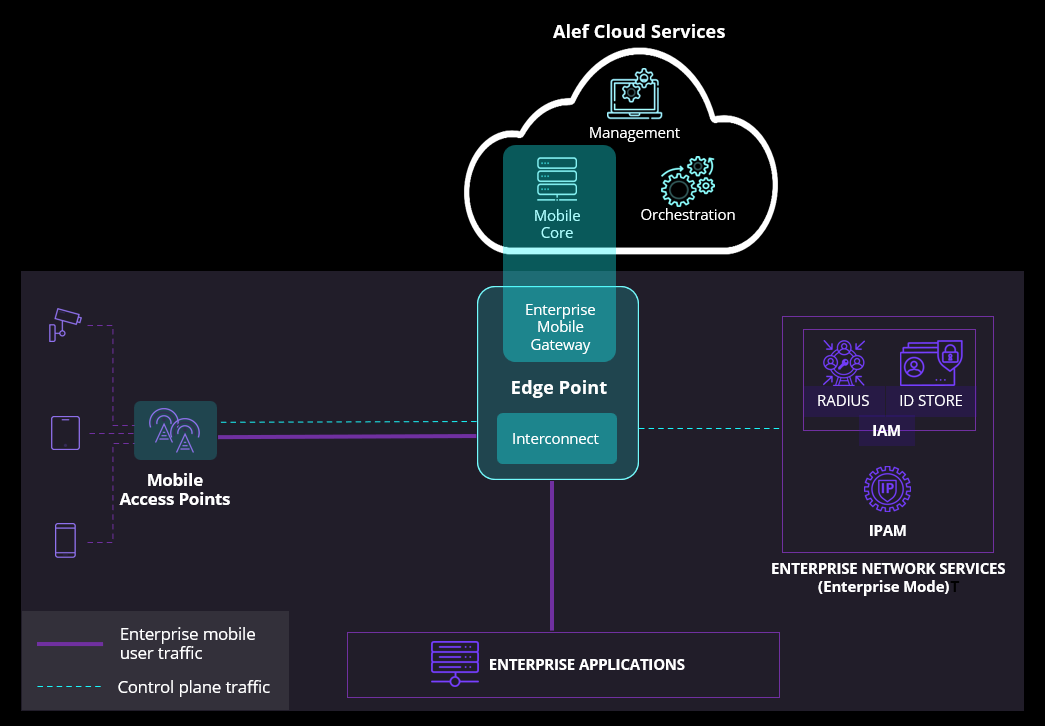 Alef Cloud Services
Management
Orchestration
Mobile
Core
Enterprise
Mobile
Gateway
Edge Point
Interconnect
Mobile
Access Points
RADIUS
ID STORE
IAM
IP
IPAM
ENTERPRISE NETWORK SERVICES
(Enterprise Mode)T
ENTERPRISE APPLICATIONS
Enterprise mobile
user traffic
Control plane traffic